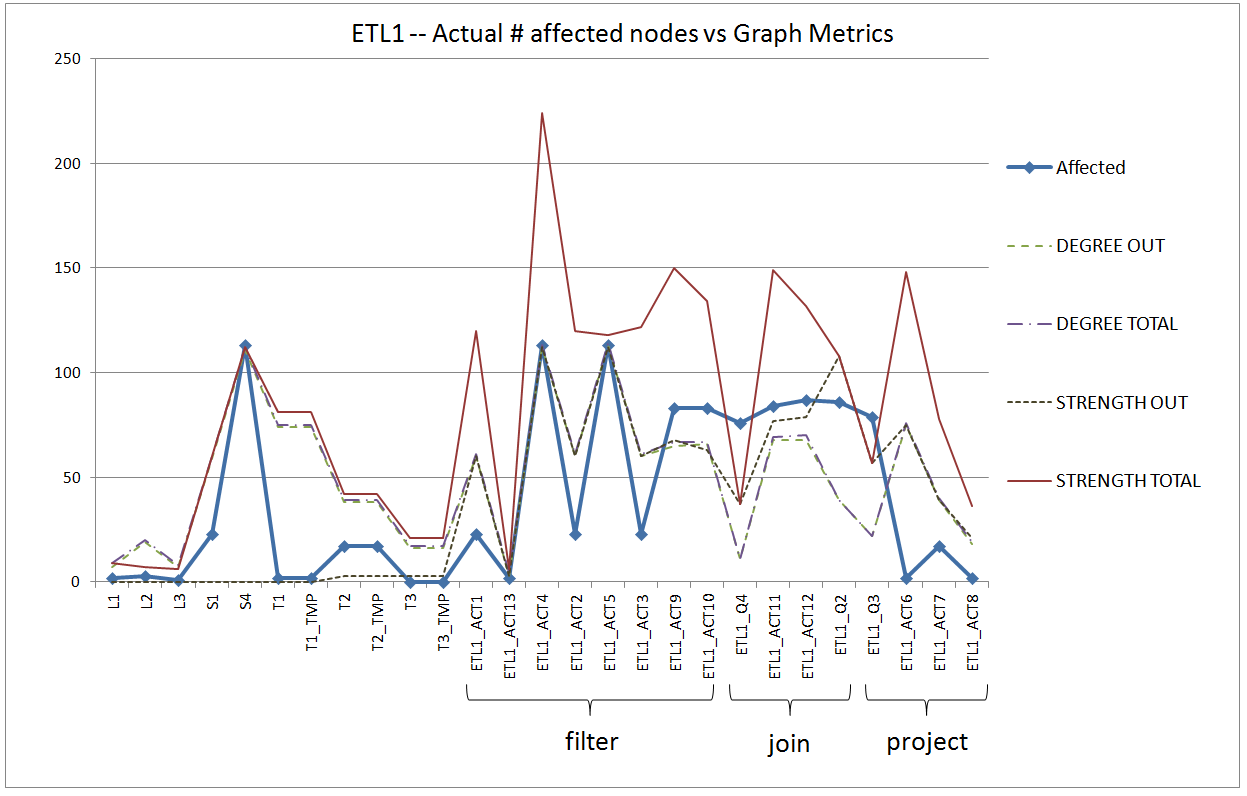 ETL1 -- Actual # affected nodes vs Graph Metrics
250
200
150
100
50
0
L1
L2
L3
S1
S4
T1
T1_TMP
T2
T2_TMP
T3
T3_TMP
ETL1_ACT1
ETL1_ACT13
ETL1_ACT4
ETL1_ACT2
ETL1_ACT5
ETL1_ACT3
ETL1_ACT9
ETL1_ACT10
ETL1_Q4
ETL1_ACT11
ETL1_ACT12
ETL1_Q2
ETL1_Q3
ETL1_ACT6
ETL1_ACT7
ETL1_ACT8
filter
join
project
Affected
DEGREE OUT
DEGREE TOTAL
STRENGTH OUT
STRENGTH TOTAL